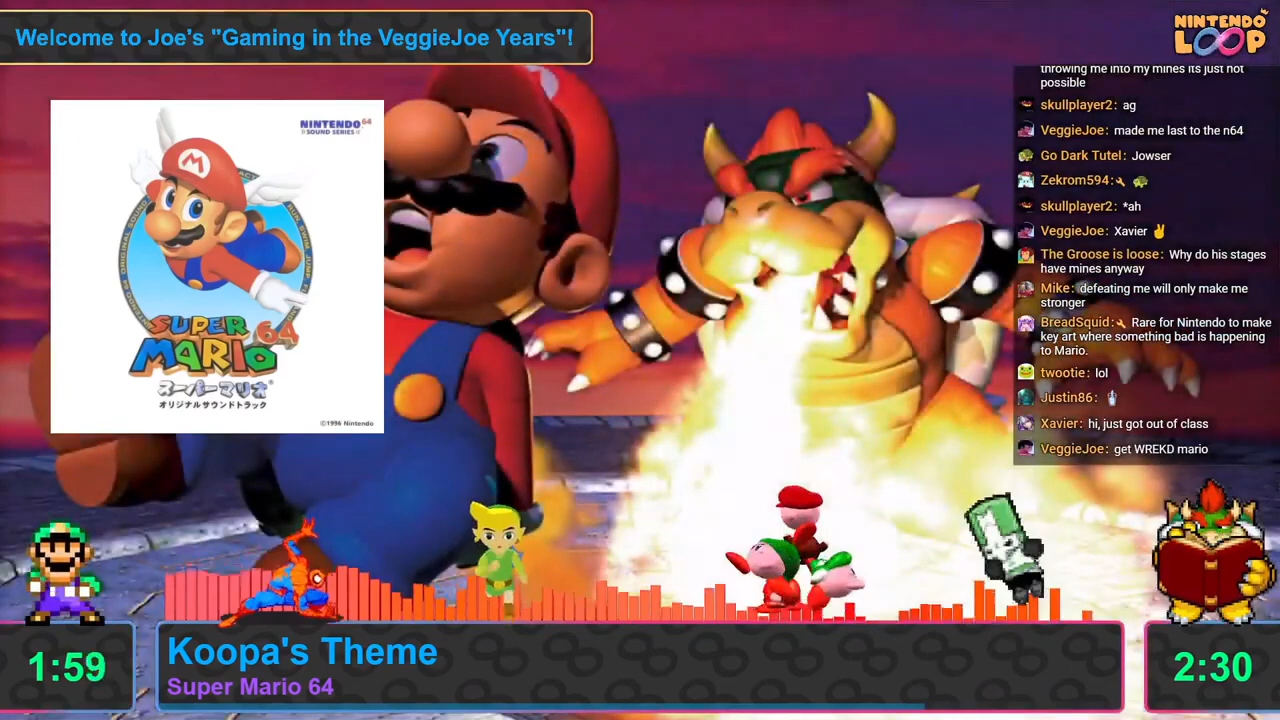 Welcome to Joe's "Gaming in the VeggieJoe Years"!
NINTENDO
LOOP
NINTENDO 64
SOUND SERIES
SUPER
MARIO 64
スーパーマリオ
オリジナルサウンドトラック
©1996 Nintendo
throwing me into my mines its just not
possible
skullplayer2: ag
VeggieJoe: made me last to the n64
Go Dark Tutel: Jowser
Zekrom594:
skullplayer2: *ah
VeggieJoe: Xavier ✌
The Groose is loose: Why do his stages
have mines anyway
Mike: defeating me will only make me
stronger
BreadSquid: Rare for Nintendo to make
key art where something bad is happening
to Mario.
twootie: lol
Justin86:
Xavier: hi, just got out of class
VeggieJoe: get WREKD mario
1:59
Koopa's Theme
Super Mario 64
2:30